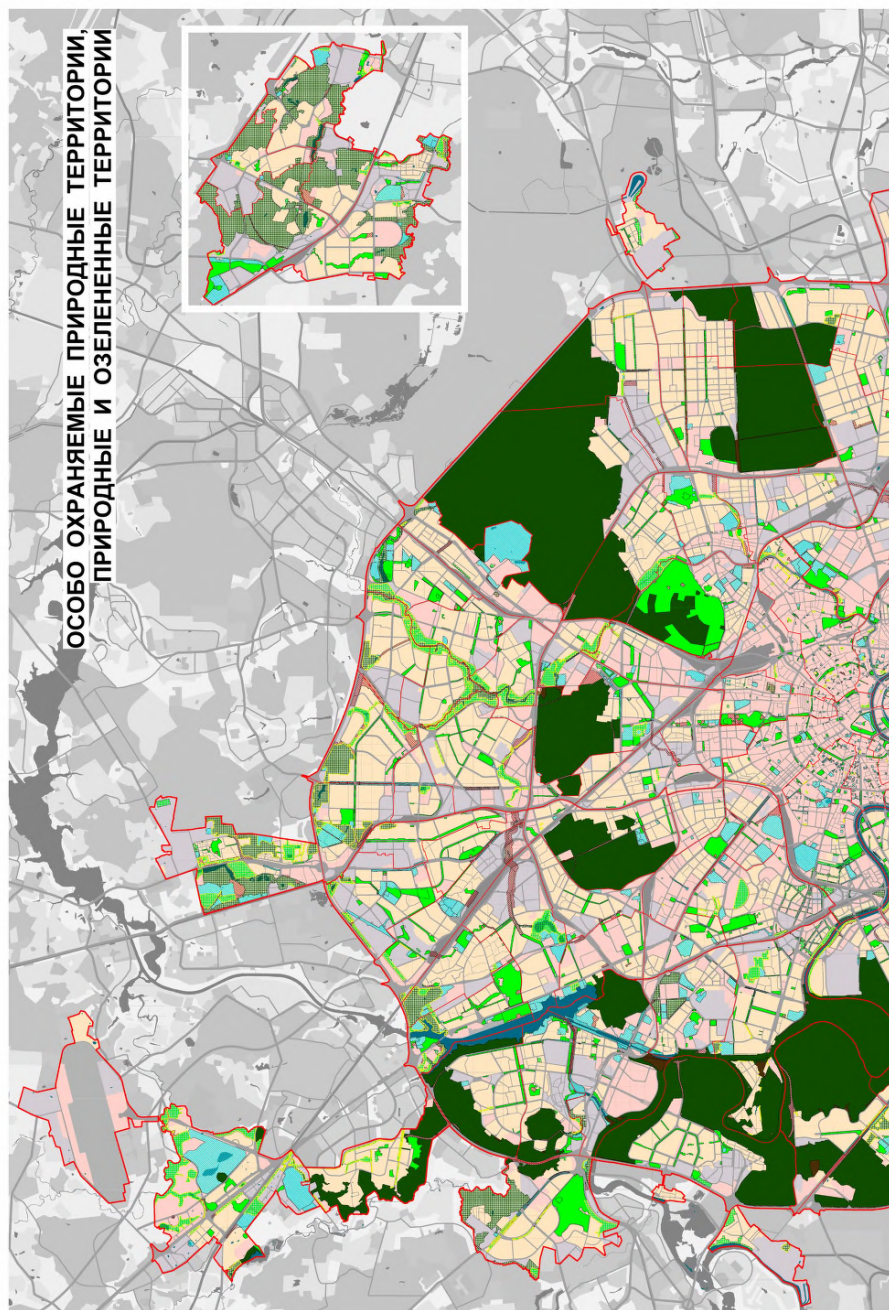 ОСОБО ОХРАНЯЕМЫЕ ПРИРОДНЫЕ ТЕРРИТОРИИ,
ПРИРОДНЫЕ И ОЗЕЛЕНЕННЫЕ ТЕРРИТОРИИ